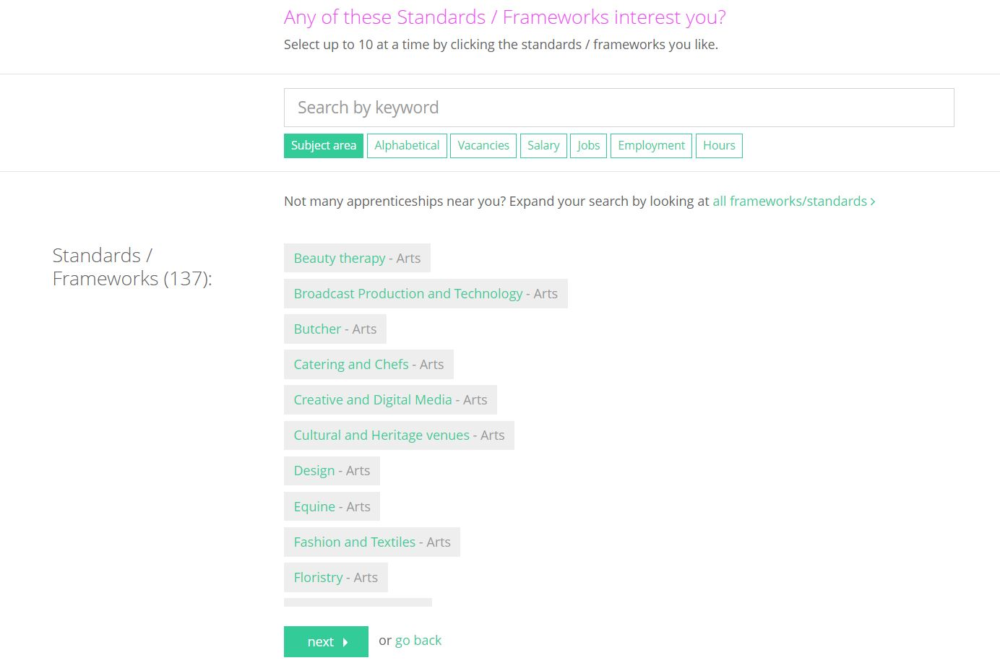 Any of these Standards / Frameworks interest you?
Select up to 10 at a time by clicking the standards / frameworks you like.
Search by keyword
Subject area Alphabetical Vacancies Salary Jobs Employment Hours
Not many apprenticeships near you? Expand your search by looking at all frameworks/standards ›
Standards /
Frameworks (137):
Beauty therapy - Arts
Broadcast Production and Technology - Arts
Butcher - Arts
Catering and Chefs - Arts
Creative and Digital Media - Arts
Cultural and Heritage venues - Arts
Design - Arts
Equine - Arts
Fashion and Textiles - Arts
Floristry - Arts
next or go back